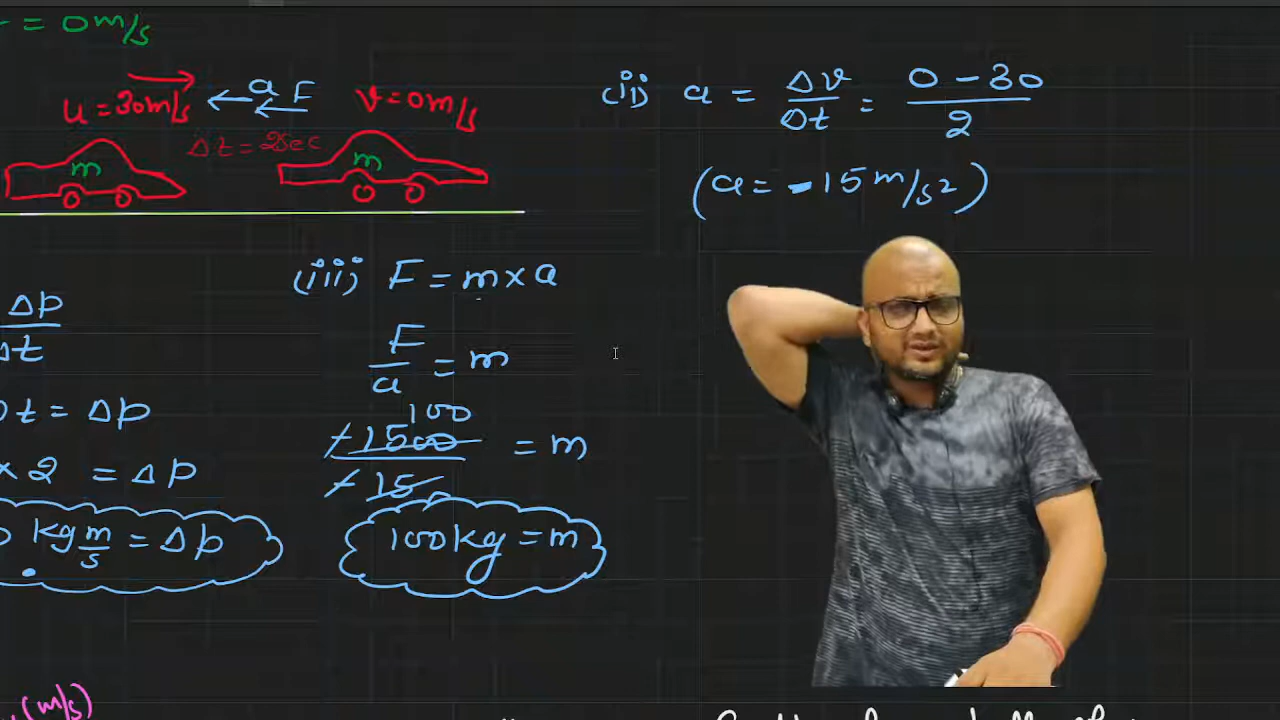 = 0m/s
u = 30m/s
a F
v = 0m/s
Δt = 2sec
m
m
(ii) a = Δv/Δt = 0 - 30/2
(a = -15 m/s²)
Δp/Δt
t = Δp
× 2 = Δp
kg m/s = Δp
(iii) F = m × a
F/a = m
100
-1500/-15 = m
100kg = m
(m/s)